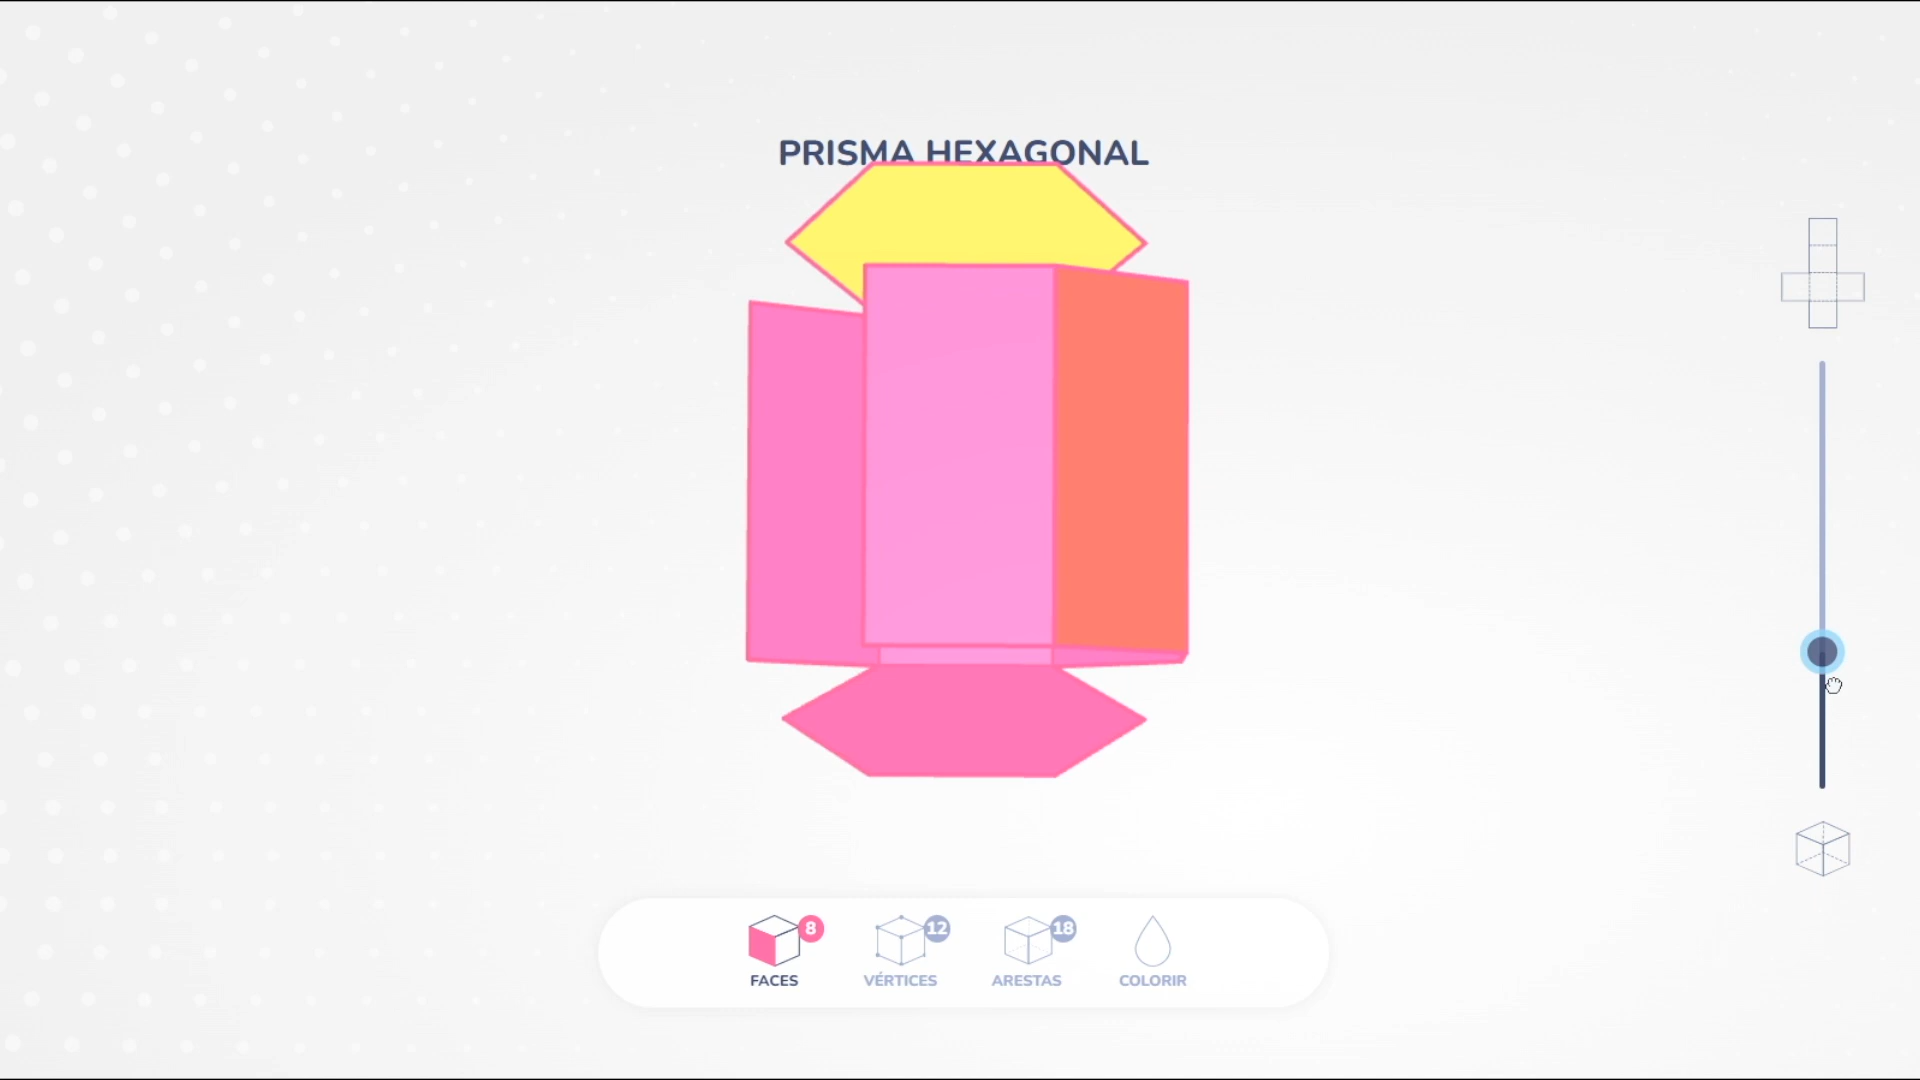 PRISMA HEXAGONAL
8
12
18
FACES
VÉRTICES
ARESTAS
COLORIR